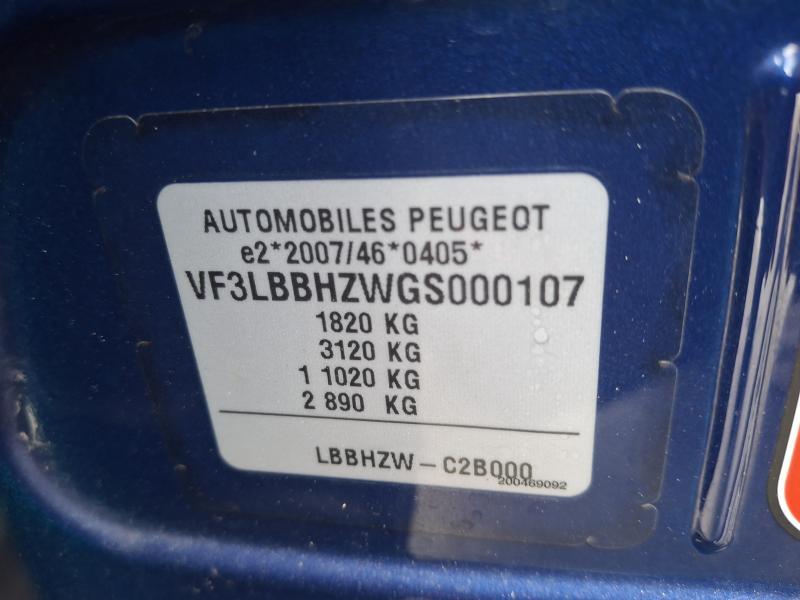 AUTOMOBILES PEUGEOT
e2*2007/46*0405*
VF3LBBHZWGS000107
1820 KG
3120 KG
1 1020 KG
2 890 KG
LBBHZW - C2B000
200469092